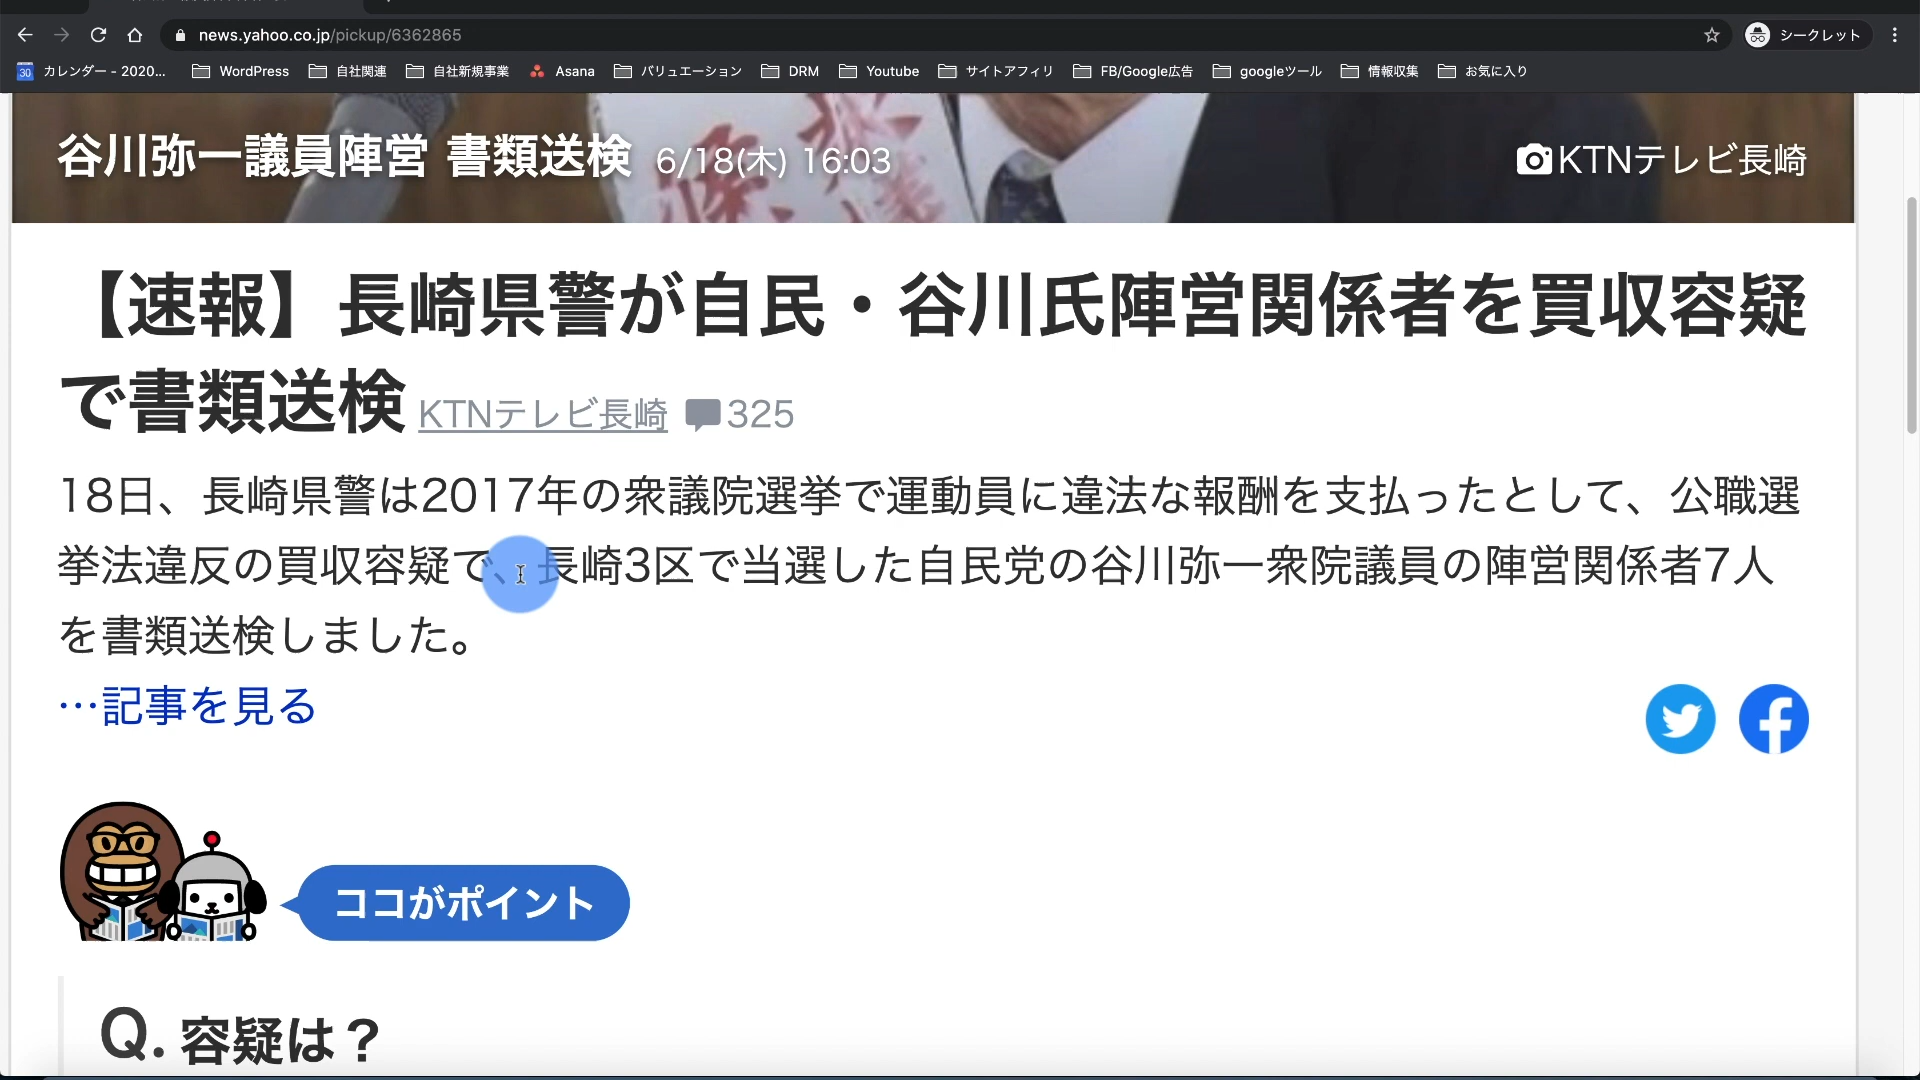 news.yahoo.co.jp/pickup/6362865
シークレット
30 カレンダー - 2020... WordPress 自社関連 自社新規事業 Asana バリュエーション DRM Youtube サイトアフィリ FB/Google広告 googleツール 情報収集 お気に入り
谷川弥一議員陣営 書類送検 6/18(木) 16:03 KTNテレビ長崎
【速報】長崎県警が自民・谷川氏陣営関係者を買収容疑
で書類送検 KTNテレビ長崎 325
18日、長崎県警は2017年の衆議院選挙で運動員に違法な報酬を支払ったとして、公職選
挙法違反の買収容疑で、長崎3区で当選した自民党の谷川弥一衆院議員の陣営関係者7人
を書類送検しました。
…記事を見る
ココがポイント
Q. 容疑は？